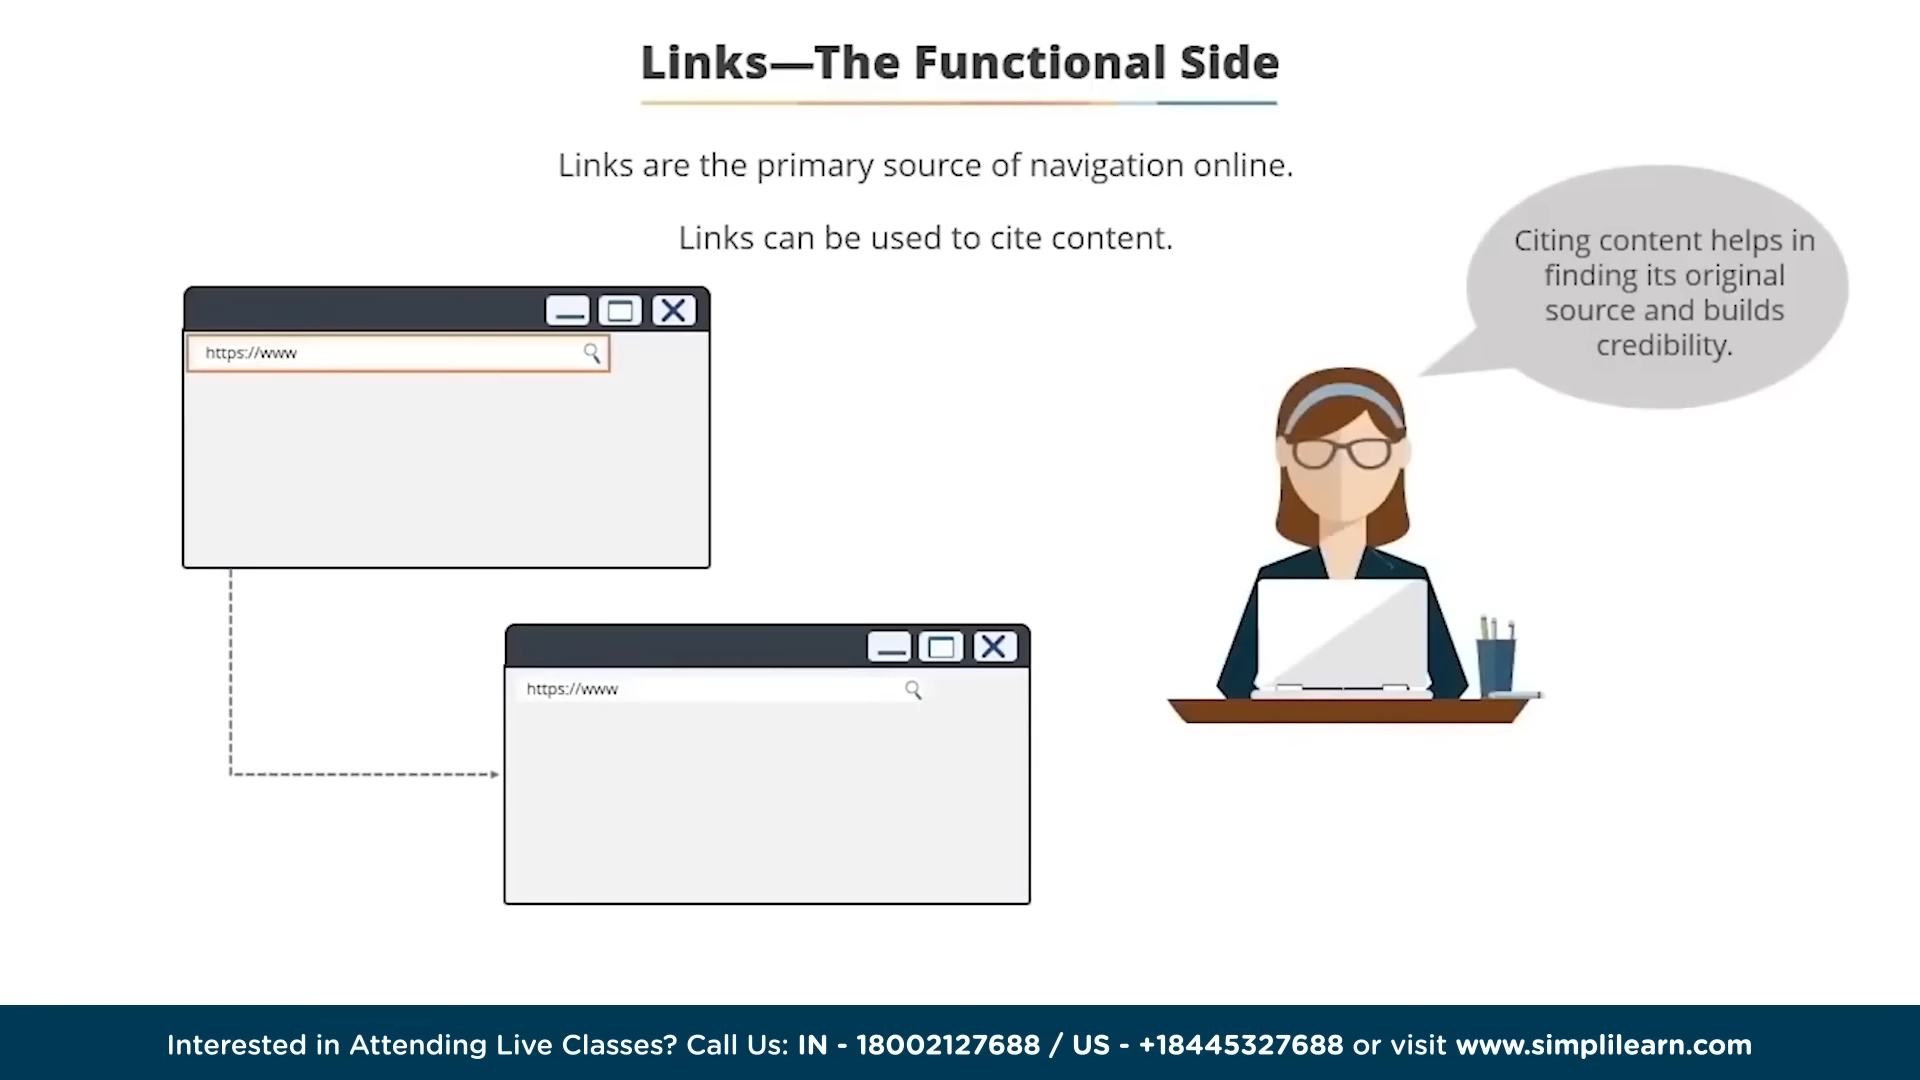 Links—The Functional Side
Links are the primary source of navigation online.
Links can be used to cite content.
Citing content helps in
finding its original
source and builds
credibility.
https://www
https://www
Interested in Attending Live Classes? Call Us: IN - 18002127688 / US - +18445327688 or visit www.simplilearn.com